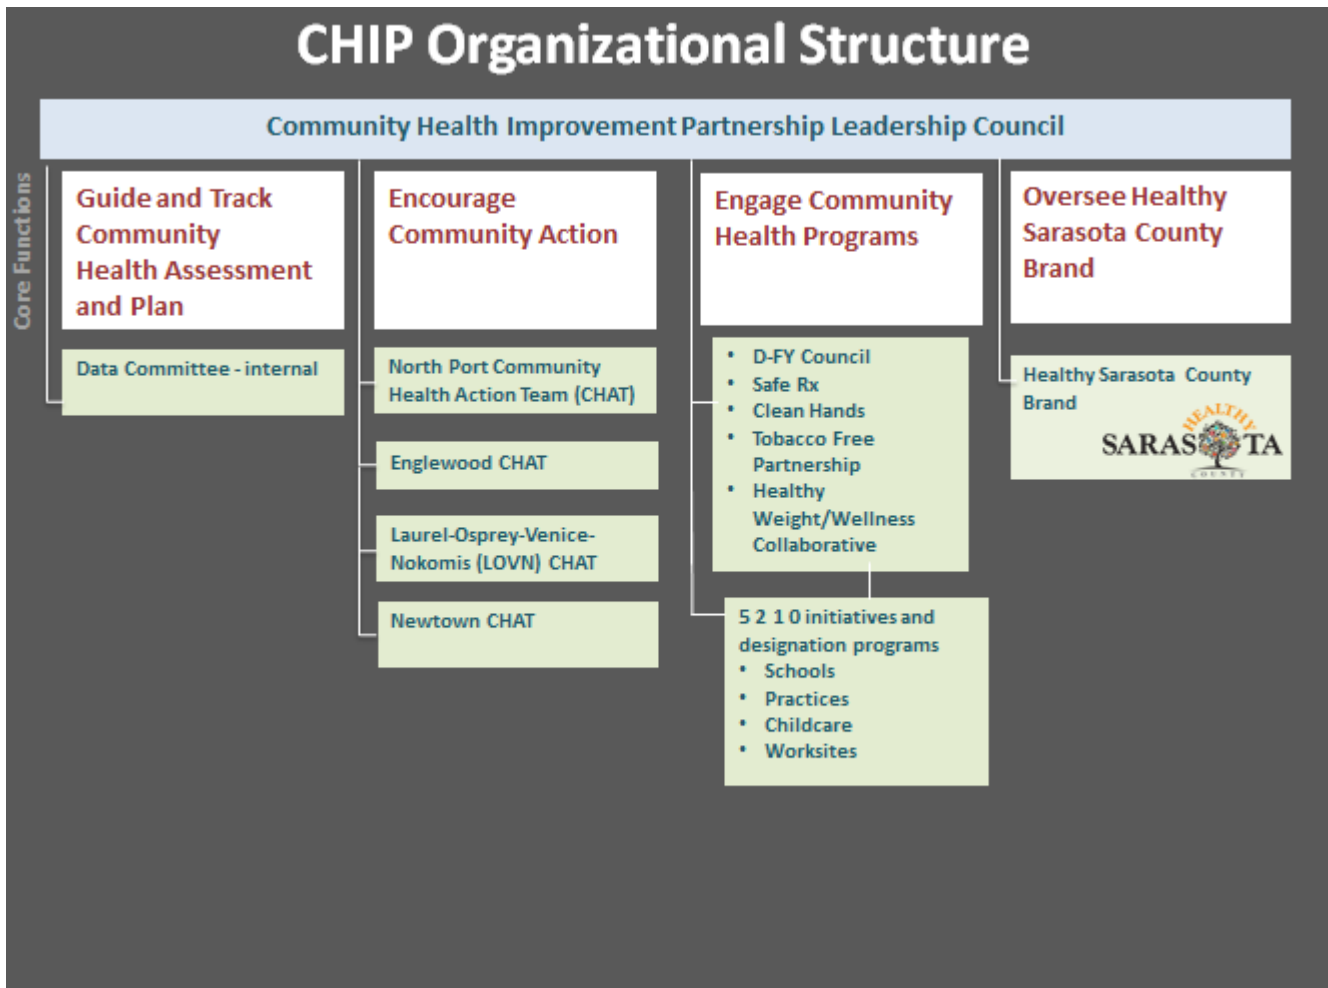 CHIP Organizational Structure
Community Health Improvement Partnership Leadership Council
Core Functions
Guide and Track
Community
Health Assessment
and Plan
Data Committee - internal
Encourage
Community Action
North Port Community
Health Action Team (CHAT)
Englewood CHAT
Laurel-Osprey-Venice-
Nokomis (LOVN) CHAT
Newtown CHAT
Engage Community
Health Programs
• D-FY Council
• Safe Rx
• Clean Hands
• Tobacco Free
Partnership
• Healthy
Weight/Wellness
Collaborative
5 2 1 0 initiatives and
designation programs
• Schools
• Practices
• Childcare
• Worksites
Oversee Healthy
Sarasota County
Brand
Healthy Sarasota County
Brand
HEALTHY
SARASOTA
COUNTY